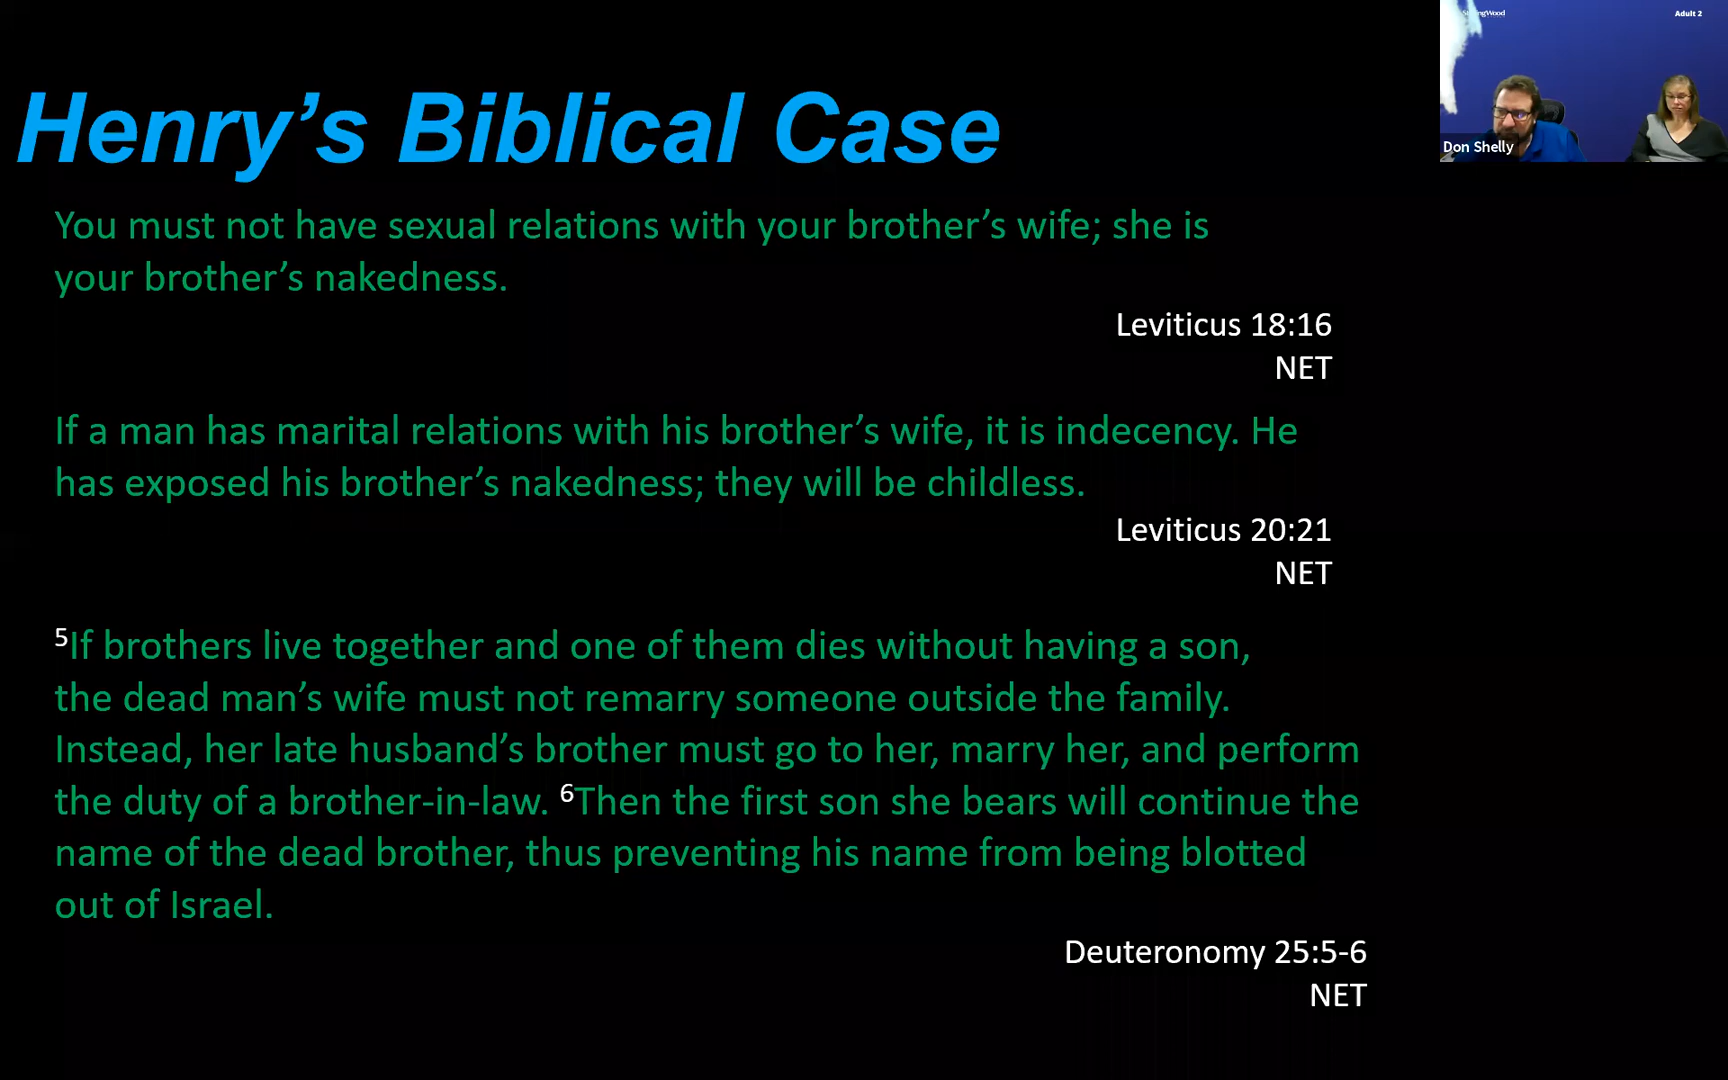 Henry’s Biblical Case
You must not have sexual relations with your brother’s wife; she is
your brother’s nakedness.
Leviticus 18:16
NET
If a man has marital relations with his brother’s wife, it is indecency. He
has exposed his brother’s nakedness; they will be childless.
Leviticus 20:21
NET
5If brothers live together and one of them dies without having a son,
the dead man’s wife must not remarry someone outside the family.
Instead, her late husband’s brother must go to her, marry her, and perform
the duty of a brother-in-law. 6Then the first son she bears will continue the
name of the dead brother, thus preventing his name from being blotted
out of Israel.
Deuteronomy 25:5-6
NET
Adult 2
Don Shelly